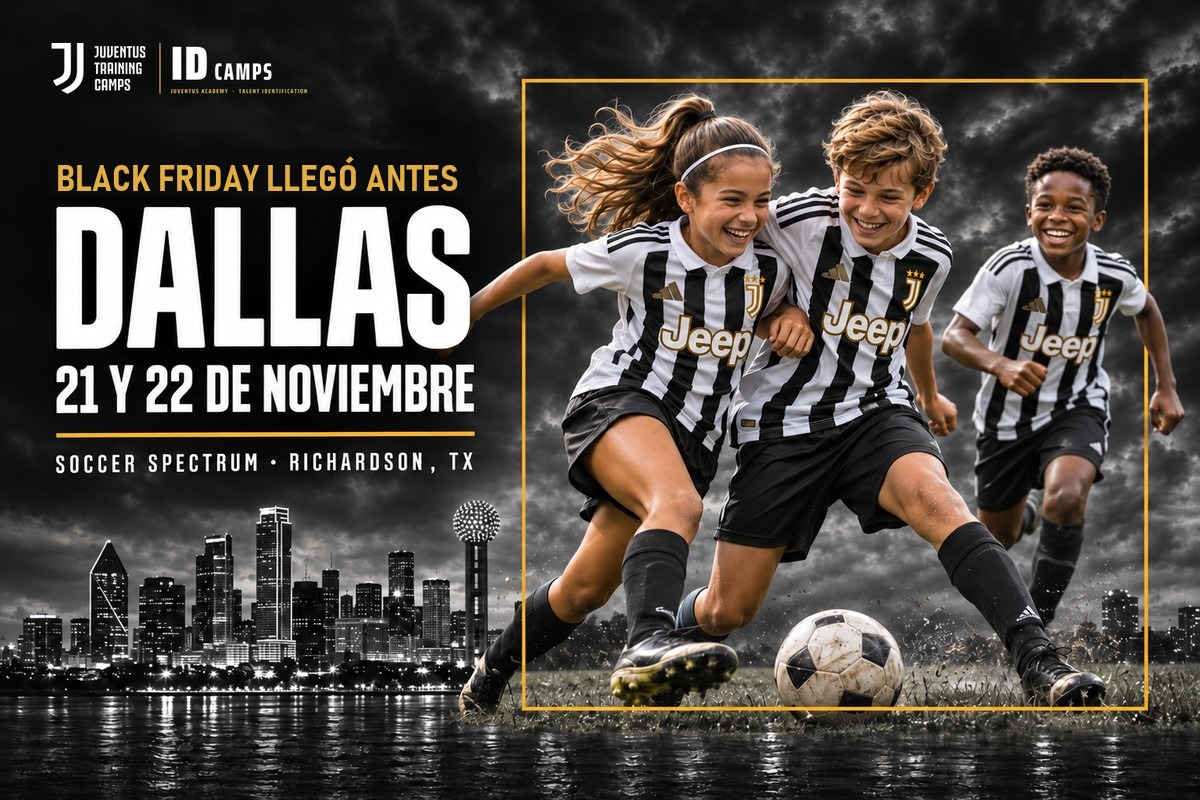 JUVENTUS
TRAINING
CAMPS
ID CAMPS
JUVENTUS ACADEMY · TALENT IDENTIFICATION
BLACK FRIDAY LLEGÓ ANTES
DALLAS
21 Y 22 DE NOVIEMBRE
SOCCER SPECTRUM · RICHARDSON, TX
Jeep
Jeep
Jeep